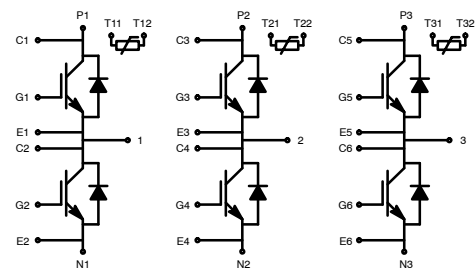 P1 T11 T12 P2 T21 T22 P3 T31 T32
C1 C3 C5
G1 G3 G5
E1 E3 E5
1 2 3
C2 C4 C6
G2 G4 G6
E2 E4 E6
N1 N2 N3